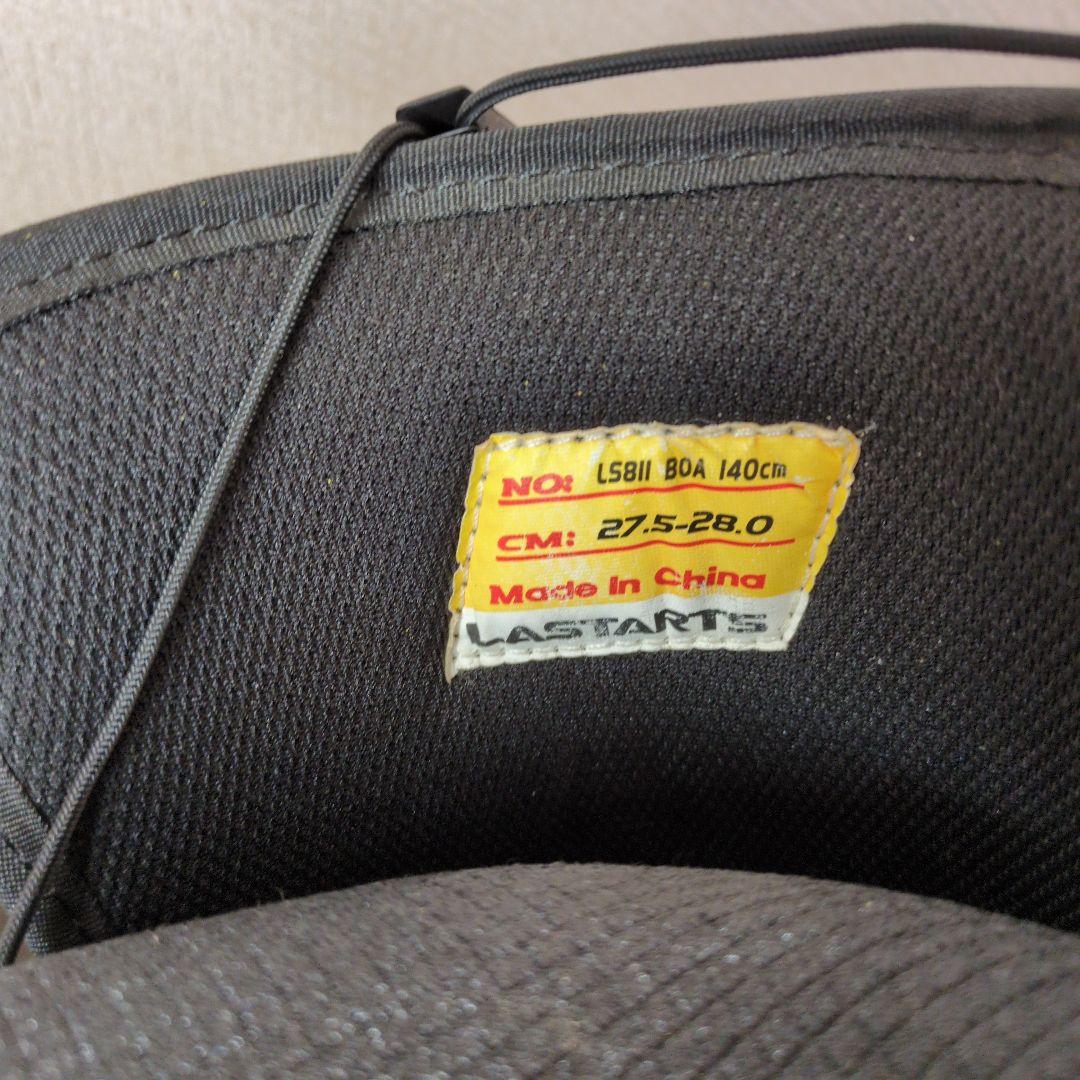 NO: LS811 BOA 140cm
CM: 27.5-28.0
Made In China
LASTARTS